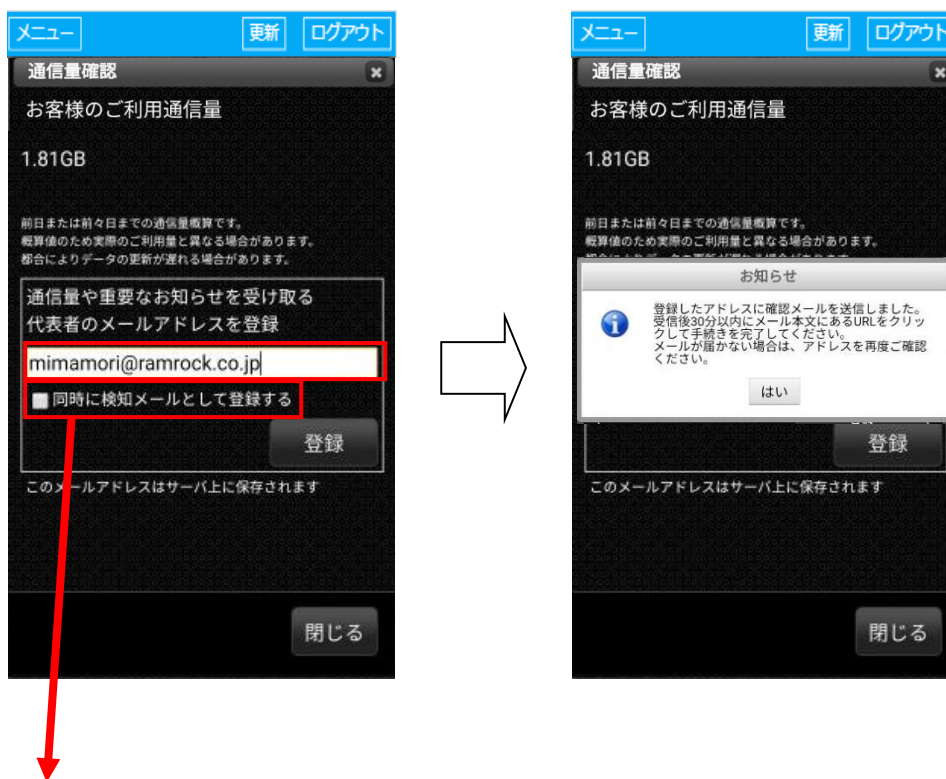 メニュー 更新 ログアウト
通信量確認
お客様のご利用通信量
1.81GB
前日または前々日までの通信量概算です。
概算値のため実際のご利用量と異なる場合があります。
都合によりデータの更新が遅れる場合があります。
通信量や重要なお知らせを受け取る
代表者のメールアドレスを登録
mimamori@ramrock.co.jp
同時に検知メールとして登録する
登録
このメールアドレスはサーバ上に保存されます
閉じる
メニュー 更新 ログアウト
通信量確認
お客様のご利用通信量
1.81GB
前日または前々日までの通信量概算です。
概算値のため実際のご利用量と異なる場合があります。
お知らせ
登録したアドレスに確認メールを送信しました。
受信後30分以内にメール本文にあるURLをクリッ
クして手続きを完了してください。
メールが届かない場合は、アドレスを再度ご確認
ください。
はい
登録
このメールアドレスはサーバ上に保存されます
閉じる